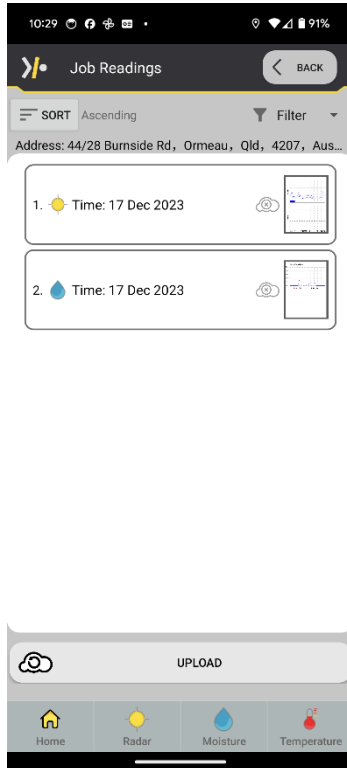 10:29
91%
Job Readings
BACK
SORT Ascending
Filter
Address: 44/28 Burnside Rd, Ormeau, Qld, 4207, Aus...
1. Time: 17 Dec 2023
2. Time: 17 Dec 2023
UPLOAD
Home Radar Moisture Temperature